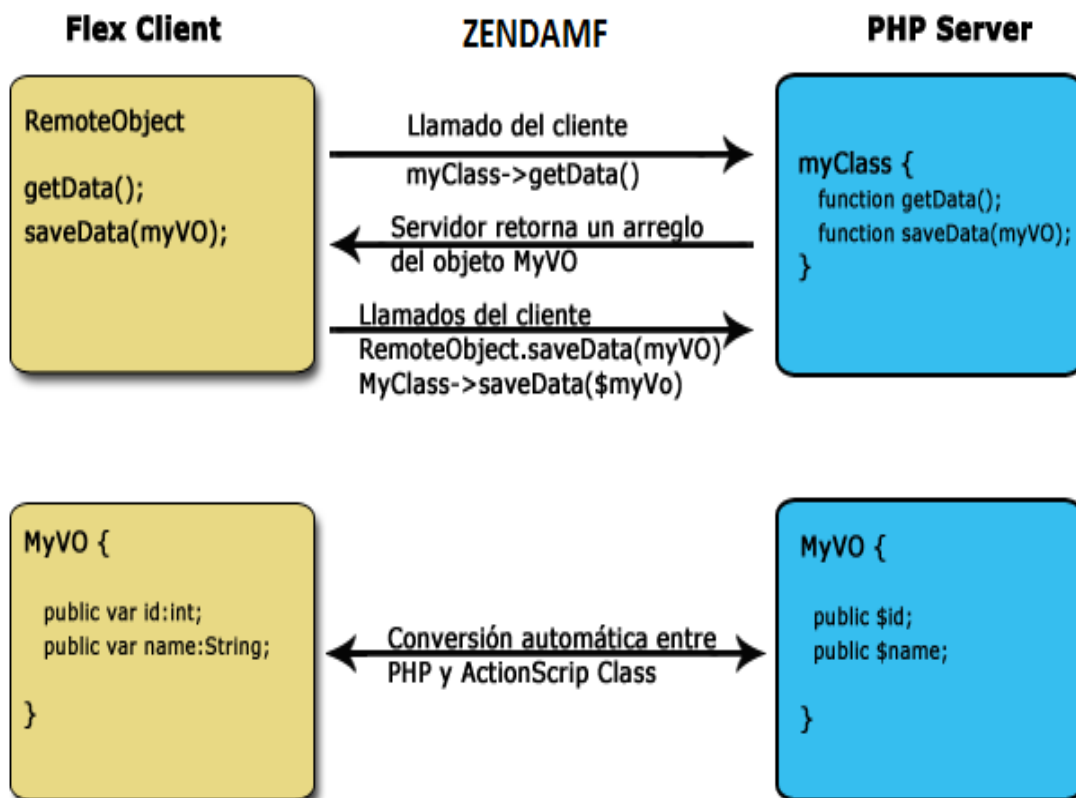 Flex Client
ZENDAMF
PHP Server
RemoteObject
getData();
saveData(myVO);
Llamado del cliente
myClass->getData()
Servidor retorna un arreglo
del objeto MyVO
Llamados del cliente
RemoteObject.saveData(myVO)
MyClass->saveData($myVo)
myClass {
function getData();
function saveData(myVO);
}
MyVO {
public var id:int;
public var name:String;
}
Conversión automática entre
PHP y ActionScrip Class
MyVO {
public $id;
public $name;
}